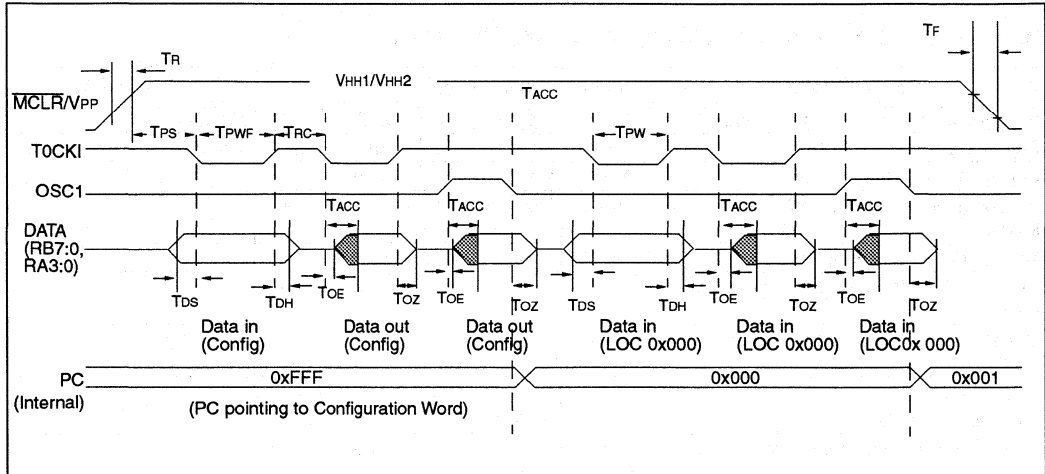 TR
TF
VHH1/VHH2
TACC
MCLR/VPP
TPS TPWF TRC TPW
T0CKI
OSC1
TACC TACC TACC TACC
DATA
(RB7:0,
RA3:0)
TDS TDH TOE TOZ TOE TOZ TDS TDH TOE TOZ TOE TOZ
Data in Data out Data out Data in Data in Data in
(Config) (Config) (Config) (LOC 0x000) (LOC 0x000) (LOC0x 000)
PC 0xFFF 0x000 0x001
(Internal) (PC pointing to Configuration Word)